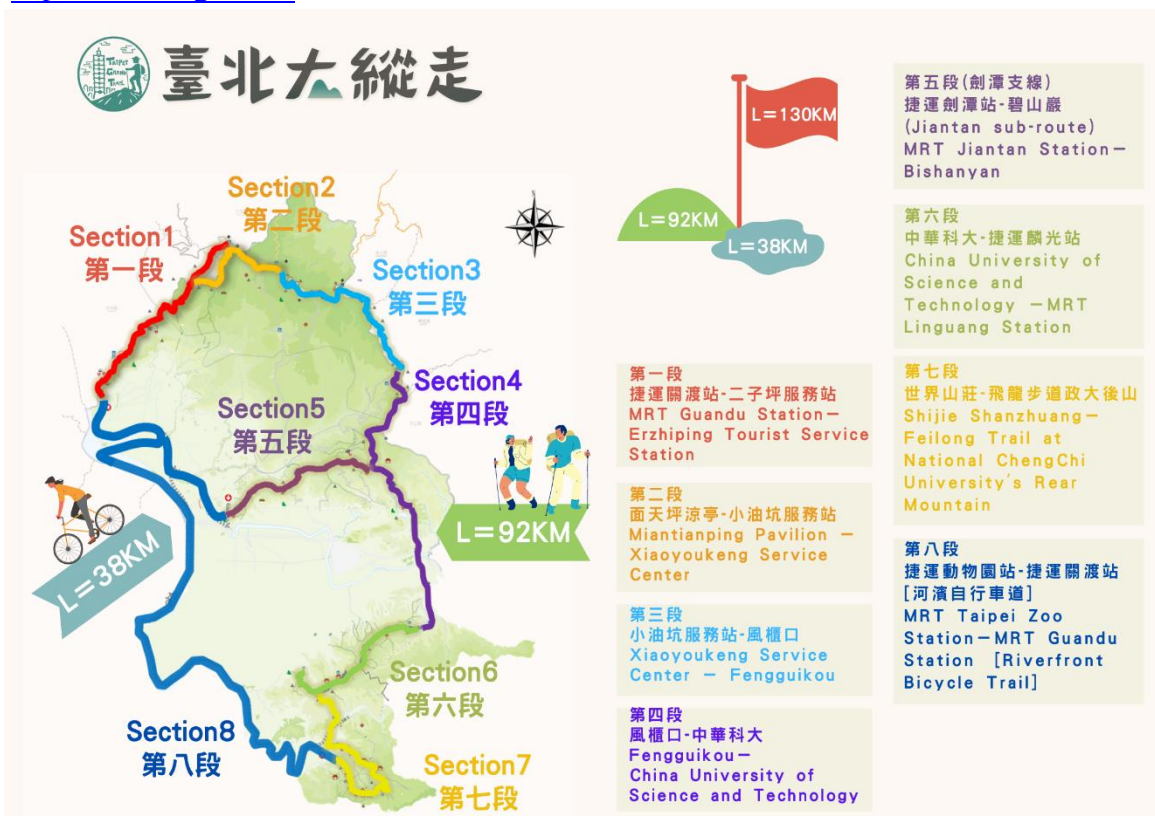 TAIPEI
GRAND
TRAIL
臺北大縱走
L=130KM
L=92KM
L=38KM
Section1
第一段
Section2
第二段
Section3
第三段
Section4
第四段
Section5
第五段
L=38KM
L=92KM
Section6
第六段
Section8
第八段
Section7
第七段
第一段
捷運關渡站-二子坪服務站
MRT Guandu Station－
Erzhiping Tourist Service
Station
第二段
面天坪涼亭-小油坑服務站
Miantianping Pavilion －
Xiaoyoukeng Service
Center
第三段
小油坑服務站-風櫃口
Xiaoyoukeng Service
Center － Fengguikou
第四段
風櫃口-中華科大
Fengguikou－
China University of
Science and Technology
第五段(劍潭支線)
捷運劍潭站-碧山巖
(Jiantan sub-route)
MRT Jiantan Station－
Bishanyan
第六段
中華科大-捷運麟光站
China University of
Science and
Technology －MRT
Linguang Station
第七段
世界山莊-飛龍步道政大後山
Shijie Shanzhuang－
Feilong Trail at
National ChengChi
University's Rear
Mountain
第八段
捷運動物園站-捷運關渡站
[河濱自行車道]
MRT Taipei Zoo
Station－MRT Guandu
Station [Riverfront
Bicycle Trail]